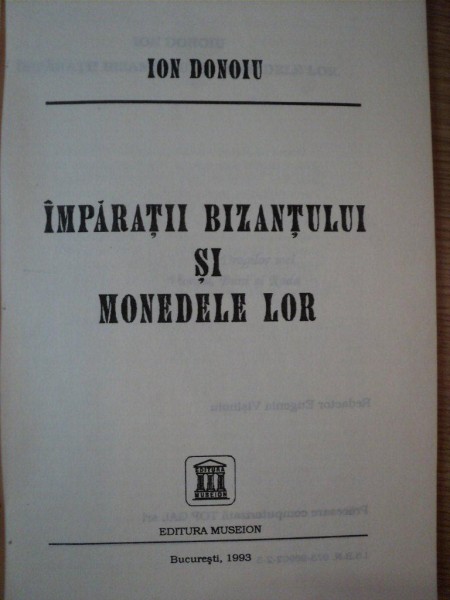 ION DONOIU
ÎMPĂRAȚII BIZANȚULUI
ȘI
MONEDELE LOR
EDITURA
MUSEION
EDITURA MUSEION
București, 1993